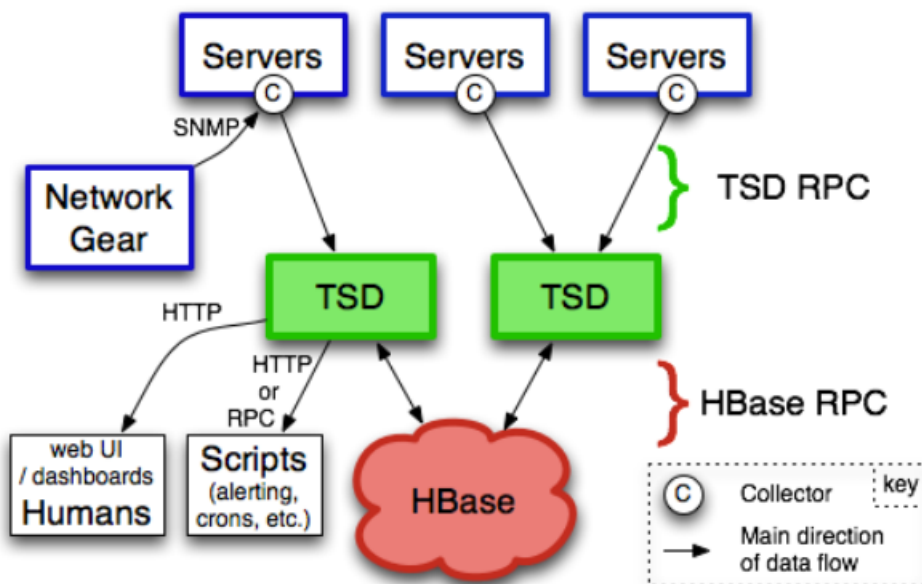 Servers
Servers
Servers
C
C
C
SNMP
Network
Gear
TSD RPC
TSD
TSD
HTTP
HTTP
or
RPC
HBase RPC
web UI
/ dashboards
Humans
Scripts
(alerting,
crons, etc.)
HBase
key
C
Collector
Main direction
of data flow